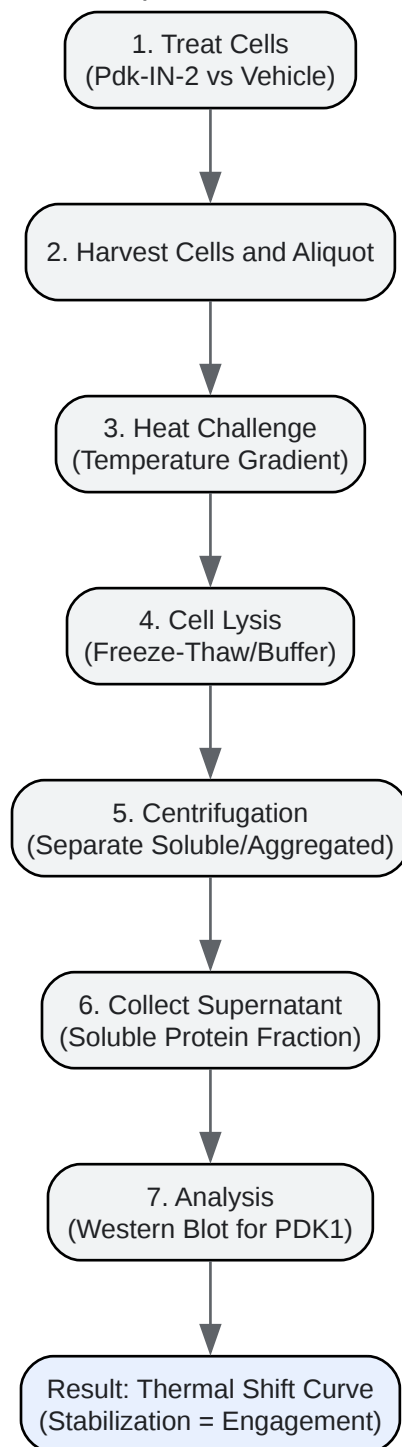 1. Treat Cells
(Pdk-IN-2 vs Vehicle)
2. Harvest Cells and Aliquot
3. Heat Challenge
(Temperature Gradient)
4. Cell Lysis
(Freeze-Thaw/Buffer)
5. Centrifugation
(Separate Soluble/Aggregated)
6. Collect Supernatant
(Soluble Protein Fraction)
7. Analysis
(Western Blot for PDK1)
Result: Thermal Shift Curve
(Stabilization = Engagement)